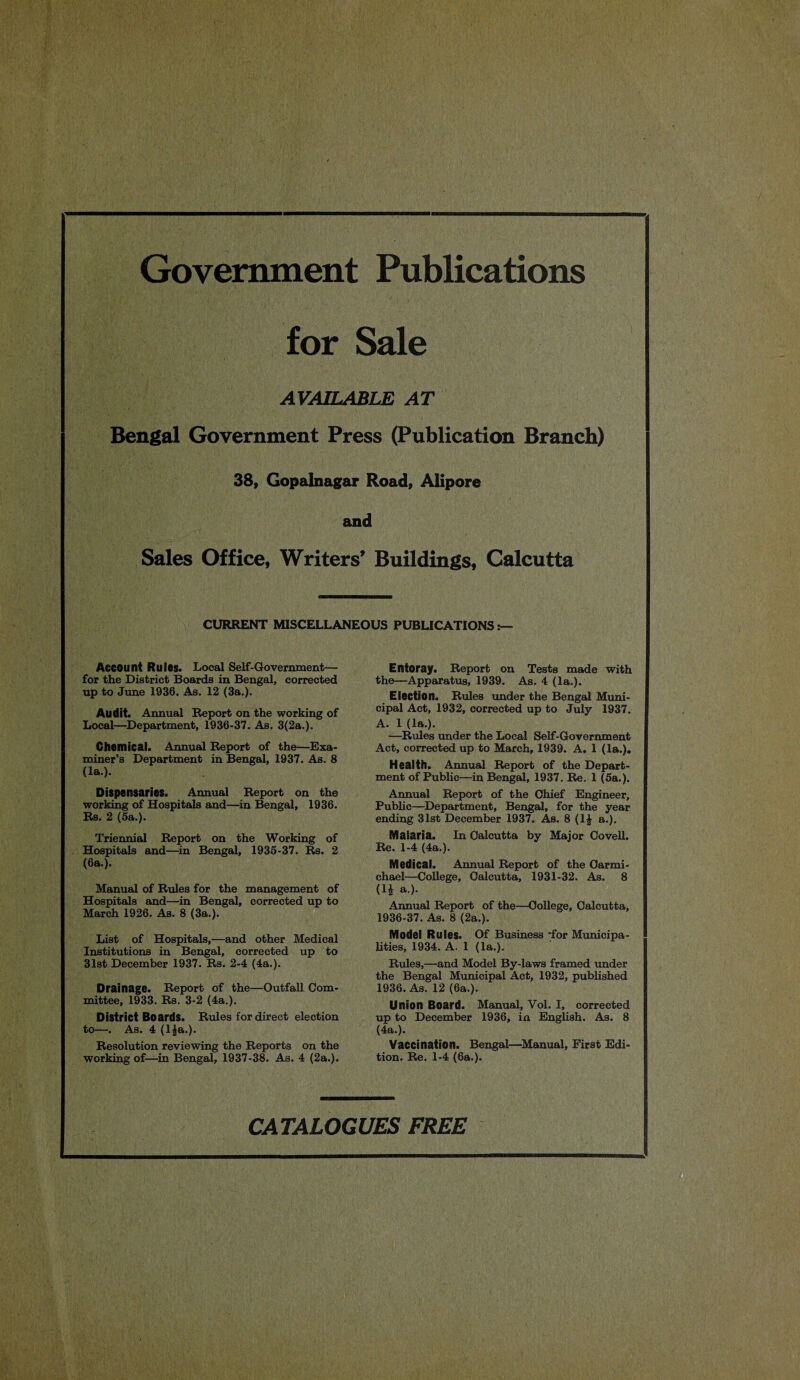 Government Publications
for Sale
AVAILABLE AT
Bengal Government Press (Publication Branch)
38, Gopalnagar Road, Alipore
and
Sales Office, Writers' Buildings, Calcutta
CURRENT MISCELLANEOUS PUBLICATIONS :—
Account Rules. Local Self-Government—
for the District Boards in Bengal, corrected
up to June 1936. As. 12 (3a.).
Audit. Annual Report on the working of
Local—Department, 1936-37. As. 3(2a.).
Chemical. Annual Report of the—Exa-
miner's Department in Bengal, 1937. As. 8
(1a.).
Dispensaries. Annual Report on the
working of Hospitals and—in Bengal, 1936.
Rs. 2 (5a.).
Triennial Report on the Working of
Hospitals and—in Bengal, 1935-37. Rs. 2
(6a.).
Manual of Rules for the management of
Hospitals and—in Bengal, corrected up to
March 1926. As. 8 (3a.).
List of Hospitals,—and other Medical
Institutions in Bengal, corrected up to
31st December 1937. Rs. 2-4 (4a.).
Drainage. Report of the—Outfall Com-
mittee, 1933. Rs. 3-2 (4a.).
District Boards. Rules for direct election
to—. As. 4 (1½a.).
Resolution reviewing the Reports on the
working of—in Bengal, 1937-38. As. 4 (2a.).
Entoray. Report on Tests made with
the—Apparatus, 1939. As. 4 (1a.).
Election. Rules under the Bengal Muni-
cipal Act, 1932, corrected up to July 1937.
A. 1 (1a.).
—Rules under the Local Self-Government
Act, corrected up to March, 1939. A. 1 (1a.).
Health. Annual Report of the Depart-
ment of Public—in Bengal, 1937. Re. 1 (5a.).
Annual Report of the Chief Engineer,
Public—Department, Bengal, for the year
ending 31st December 1937. As. 8 (1½ a.).
Malaria. In Calcutta by Major Covell.
Re. 1-4 (4a.).
Medical. Annual Report of the Carmi-
chael—College, Calcutta, 1931-32. As. 8
(1½ a.).
Annual Report of the—College, Calcutta,
1936-37. As. 8 (2a.).
Model Rules. Of Business for Municipa-
lities, 1934. A. 1 (1a.).
Rules,—and Model By-laws framed under
the Bengal Municipal Act, 1932, published
1936. As. 12 (6a.).
Union Board. Manual, Vol. I, corrected
up to December 1936, in English. As. 8
(4a.).
Vaccination. Bengal—Manual, First Edi-
tion. Re. 1-4 (6a.).
CATALOGUES FREE